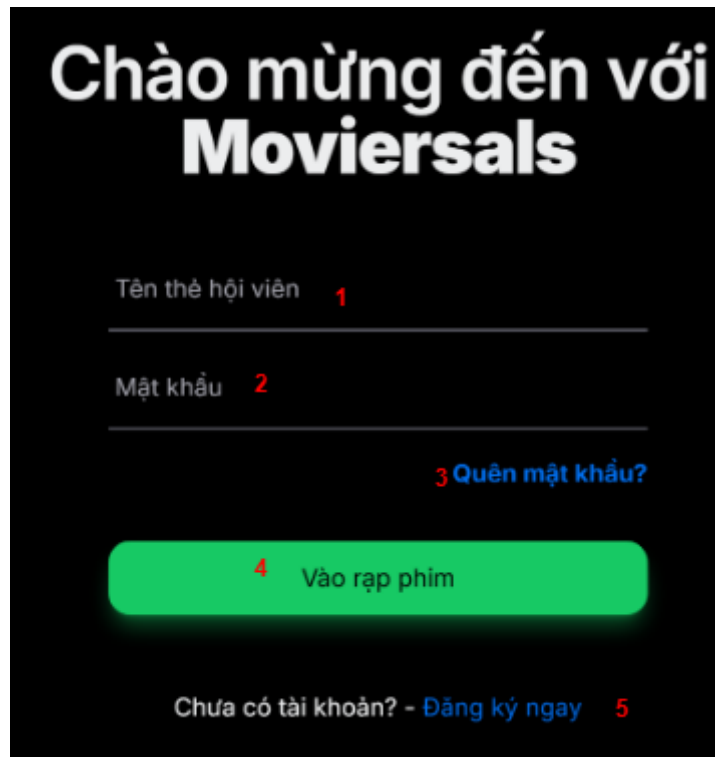 Chào mừng đến với
Moviersals
Tên thẻ hội viên 1
Mật khẩu 2
3 Quên mật khẩu?
4 Vào rạp phim
Chưa có tài khoản? - Đăng ký ngay 5